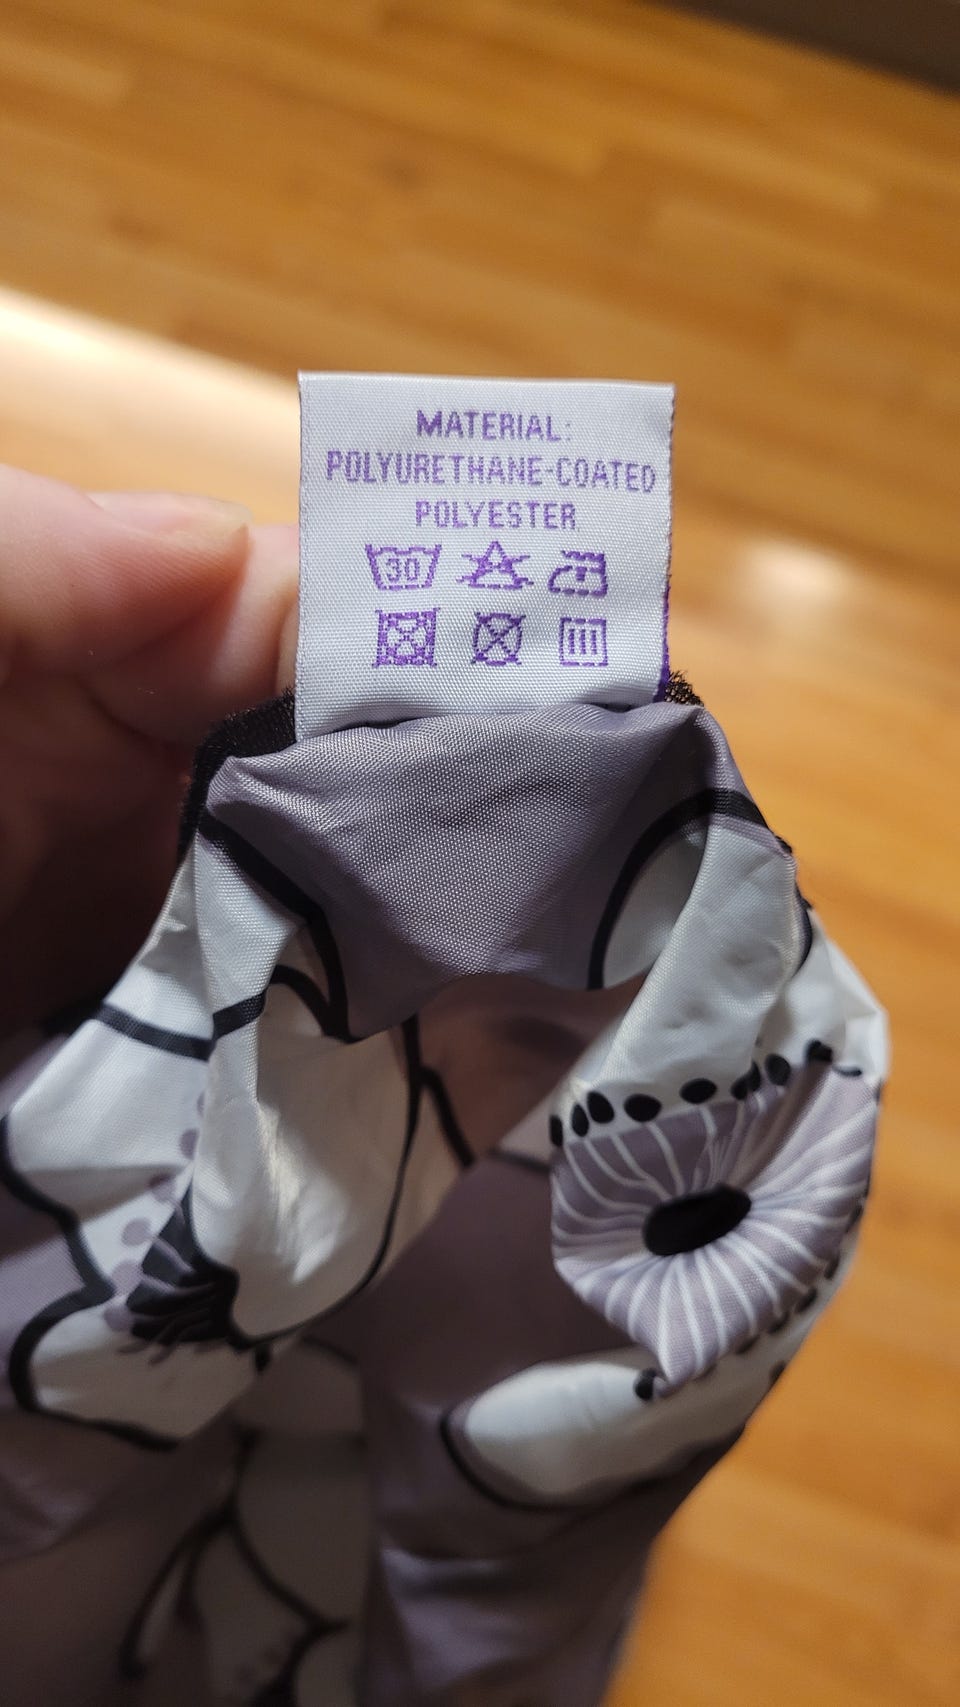 MATERIAL:
POLYURETHANE-COATED
POLYESTER
30